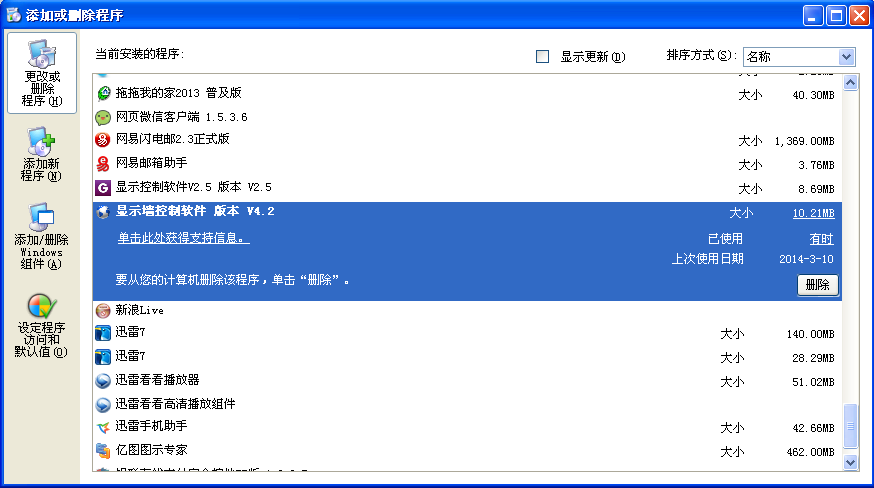 添加或删除程序
更改或
删除
程序(H)
添加新
程序(N)
添加/删除
Windows
组件(A)
设定程序
访问和
默认值(O)
当前安装的程序:
显示更新(D)
排序方式(S): 名称
拖拖我的家2013 普及版 大小 40.30MB
网页微信客户端 1.5.3.6
网易闪电邮2.3正式版 大小 1,369.00MB
网易邮箱助手 大小 3.76MB
显示控制软件V2.5 版本 V2.5 大小 8.69MB
显示墙控制软件 版本 V4.2 大小 10.21MB
单击此处获得支持信息。 已使用 有时
上次使用日期 2014-3-10
要从您的计算机删除该程序，单击“删除”。 删除
新浪Live
迅雷7 大小 140.00MB
迅雷7 大小 28.29MB
迅雷看看播放器 大小 51.02MB
迅雷看看高清播放组件
迅雷手机助手 大小 42.66MB
亿图图示专家 大小 462.00MB